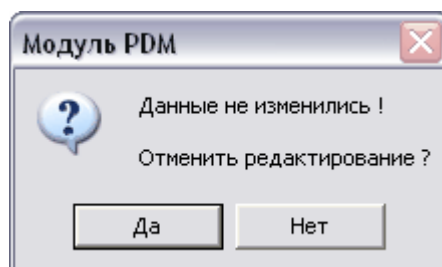 Модуль PDM
Данные не изменились !
Отменить редактирование ?
Да
Нет